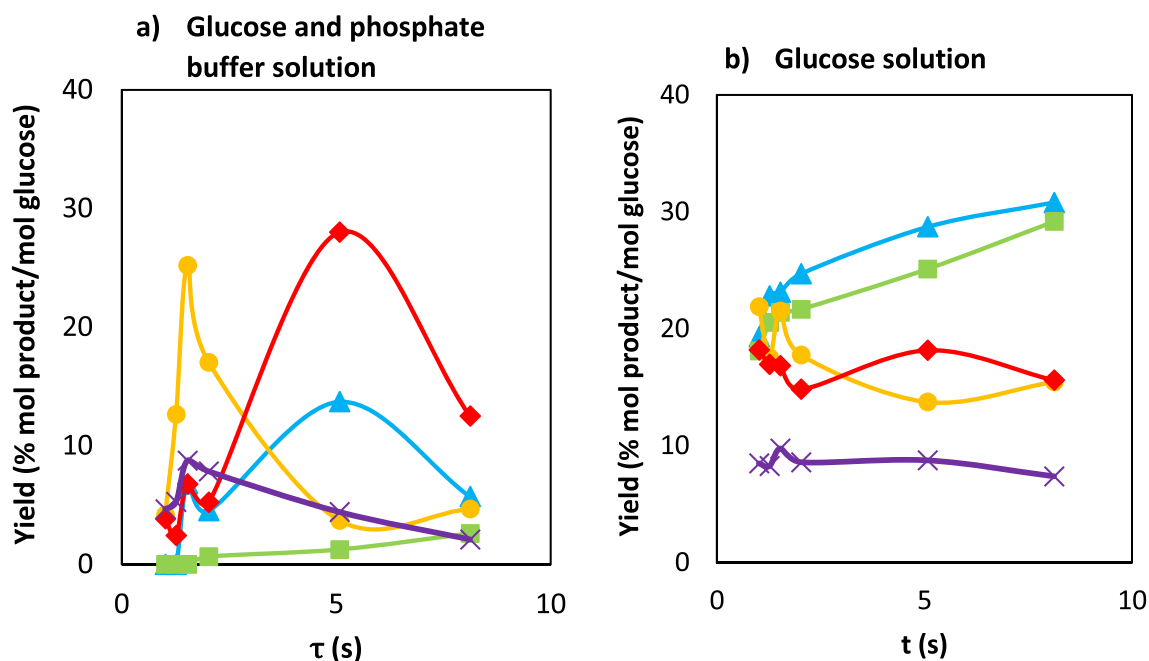 a) Glucose and phosphate
buffer solution
40
30
20
10
0
0 5 10
Yield (% mol product/mol glucose)
τ (s)
b) Glucose solution
40
30
20
10
0
0 5 10
Yield (% mol product/mol glucose)
t (s)